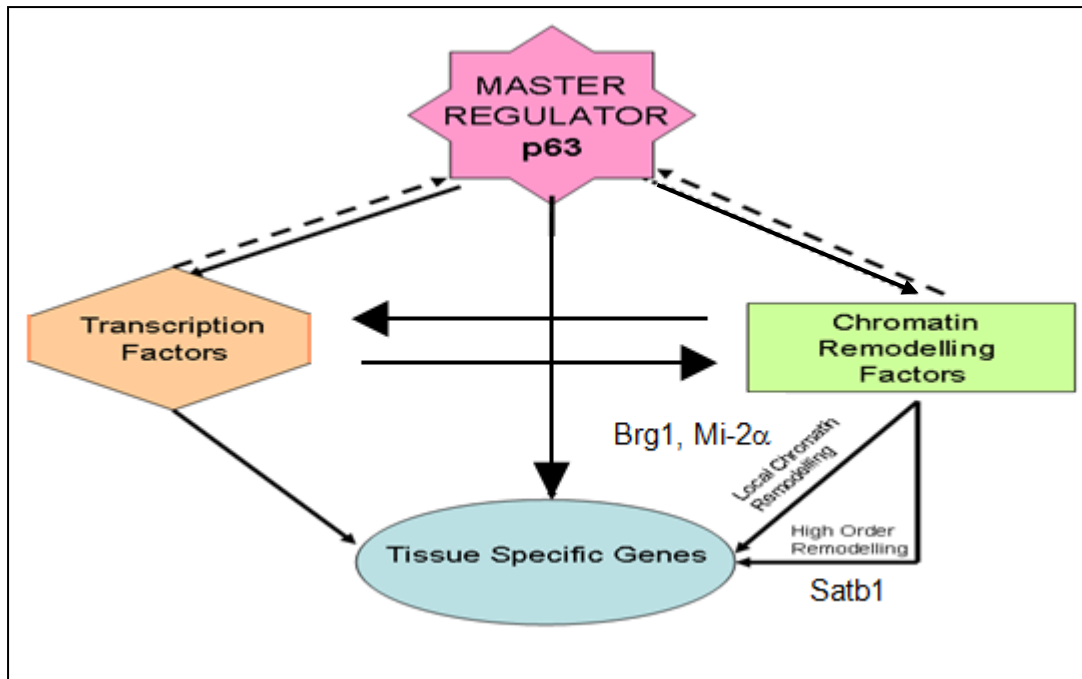 MASTER
REGULATOR
p63
Transcription
Factors
Chromatin
Remodelling
Factors
Brg1, Mi-2α
Local Chromatin
Remodelling
High Order
Remodelling
Tissue Specific Genes
Satb1